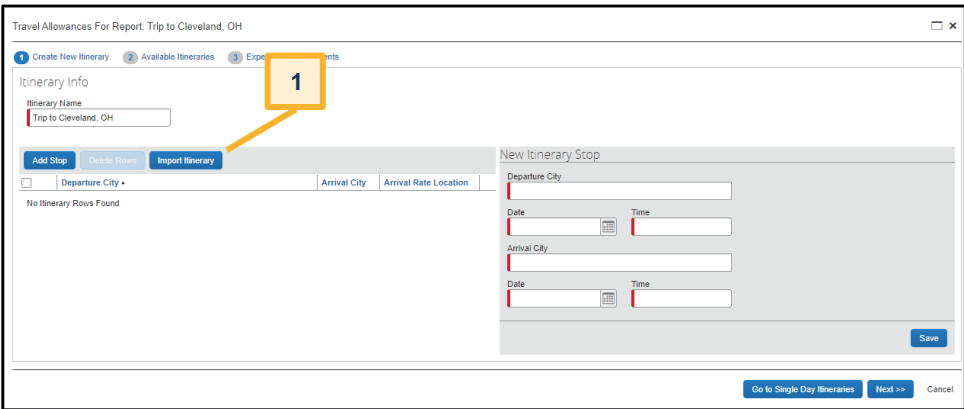 Travel Allowances For Report: Trip to Cleveland, OH
1 Create New Itinerary 2 Available Itineraries 3 Expe nts
1
Itinerary Info
Itinerary Name
Trip to Cleveland, OH
Add Stop Delete Rows Import Itinerary
Departure City Arrival City Arrival Rate Location
No Itinerary Rows Found
New Itinerary Stop
Departure City
Date Time
Arrival City
Date Time
Save
Go to Single Day Itineraries Next >> Cancel